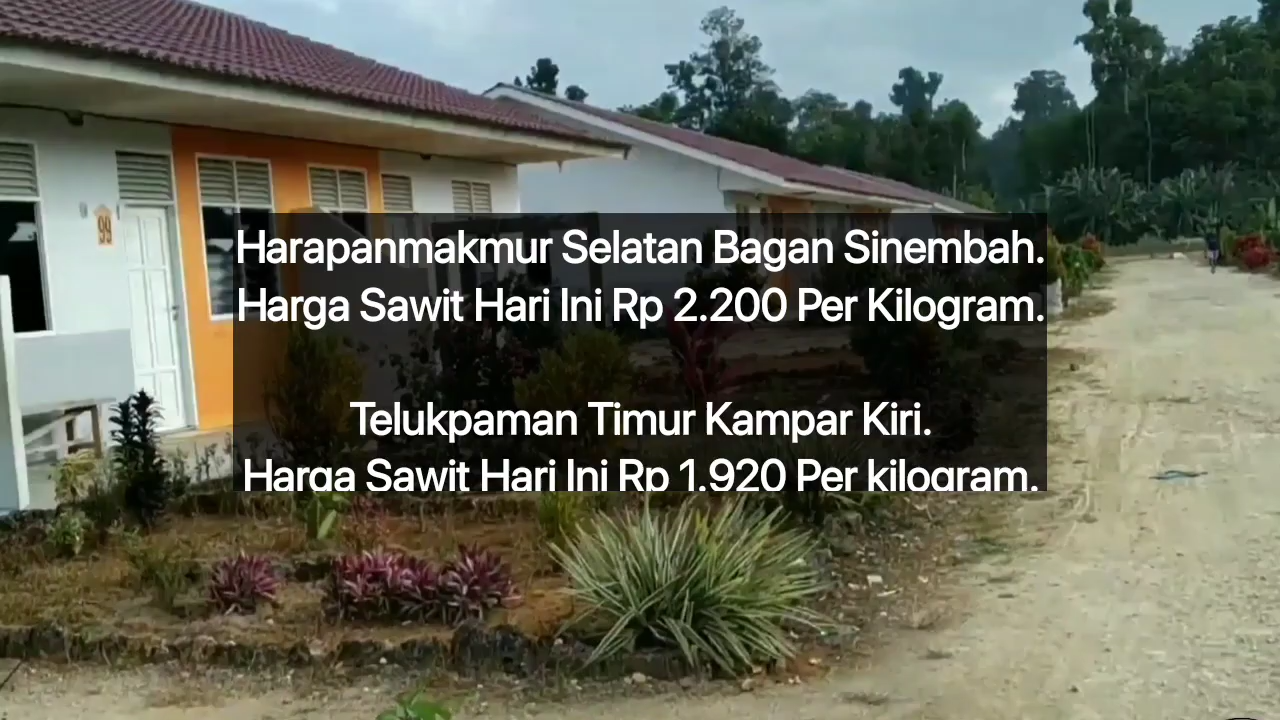 99
Harapanmakmur Selatan Bagan Sinembah.
Harga Sawit Hari Ini Rp 2.200 Per Kilogram.
Telukpaman Timur Kampar Kiri.
Harga Sawit Hari Ini Rp 1.920 Per kilogram.